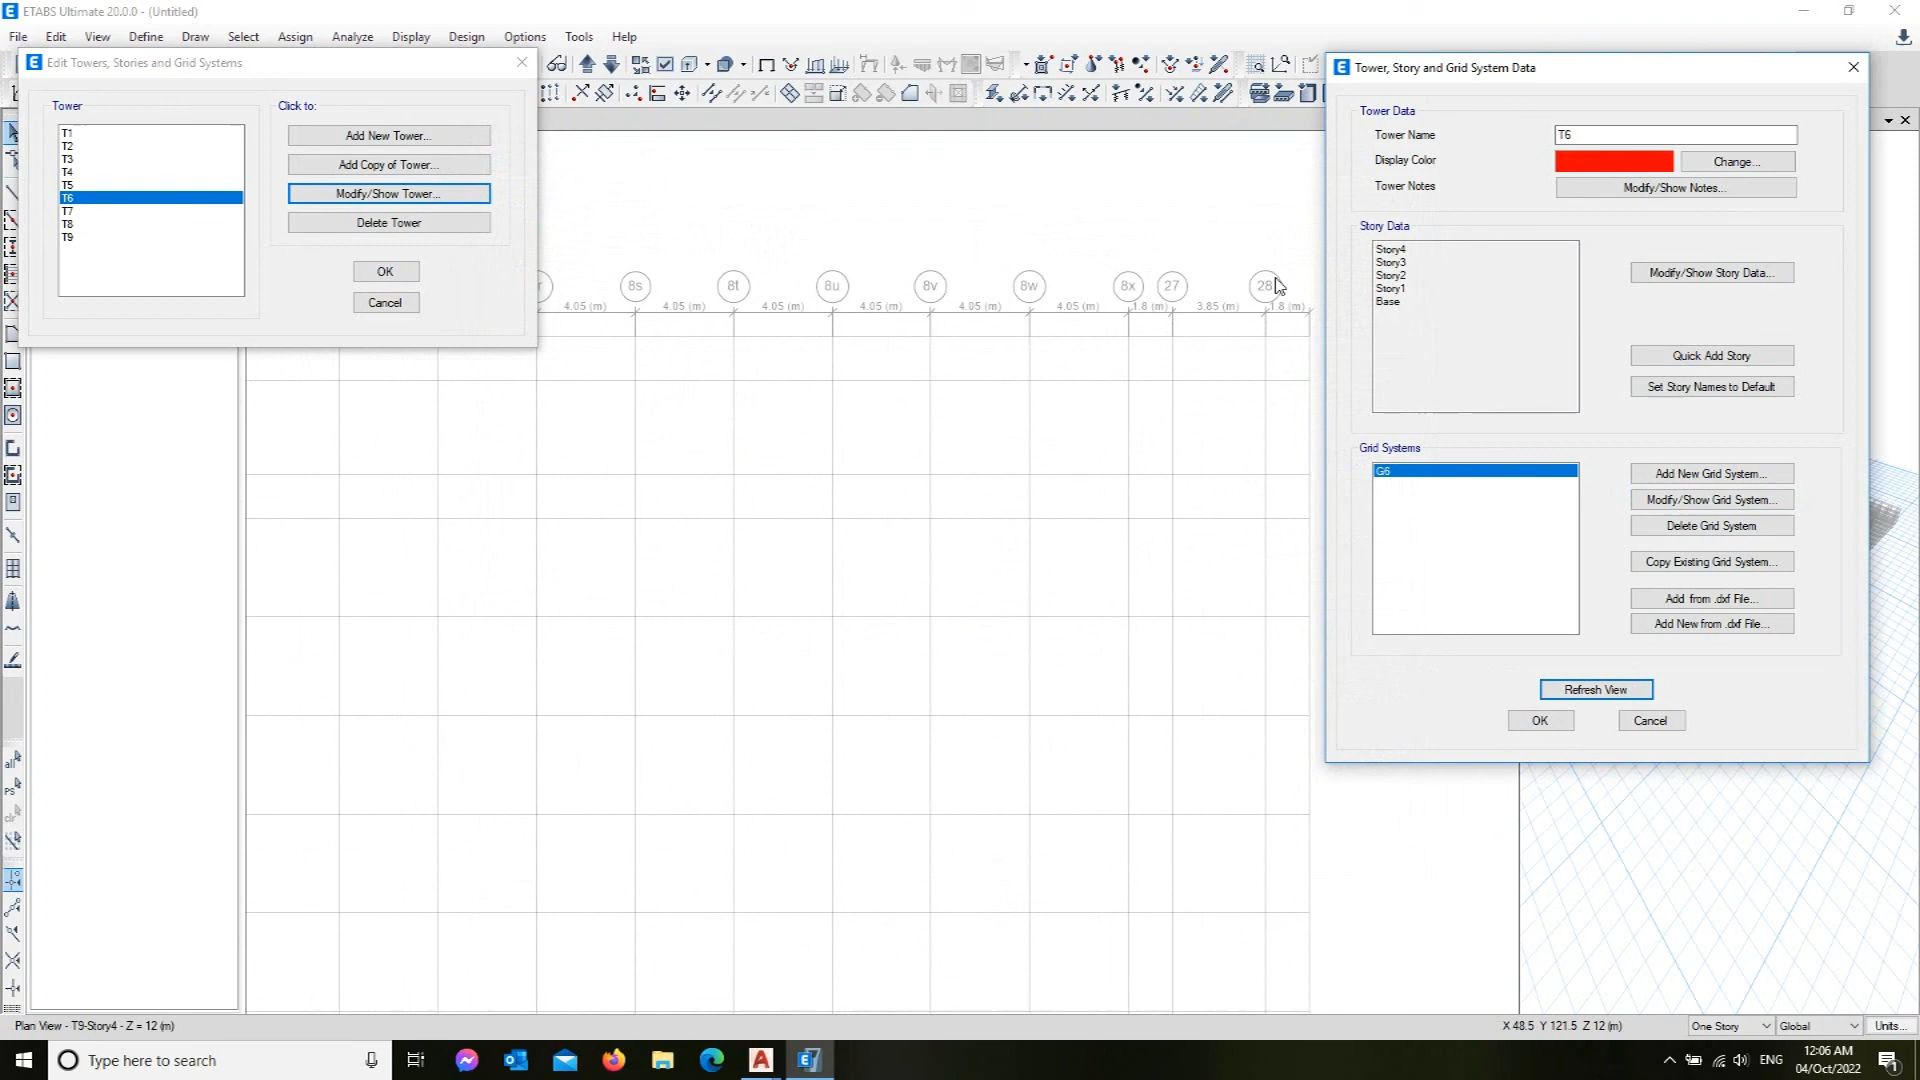 ETABS Ultimate 20.0.0 - (Untitled)
File Edit View Define Draw Select Assign Analyze Display Design Options Tools Help
Edit Towers, Stories and Grid Systems
Tower
T1
T2
T3
T4
T5
T6
T7
T8
T9
Click to:
Add New Tower...
Add Copy of Tower...
Modify/Show Tower...
Delete Tower
OK
Cancel
8s 8t 8u 8v 8w 8x 27 28
4.05 (m) 4.05 (m) 4.05 (m) 4.05 (m) 4.05 (m) 4.05 (m) 1.8 (m) 3.85 (m) 1.8 (m)
Tower, Story and Grid System Data
Tower Data
Tower Name T6
Display Color Change...
Tower Notes Modify/Show Notes...
Story Data
Story4
Story3
Story2
Story1
Base
Modify/Show Story Data...
Quick Add Story
Set Story Names to Default
Grid Systems
G6
Add New Grid System...
Modify/Show Grid System...
Delete Grid System
Copy Existing Grid System...
Add from .dxf File...
Add New from .dxf File...
Refresh View
OK Cancel
all
PS
clr
Plan View - T9-Story4 - Z = 12 (m) X 48.5 Y 121.5 Z 12 (m) One Story Global Units...
Type here to search
ENG
12:06 AM
04/Oct/2022
1